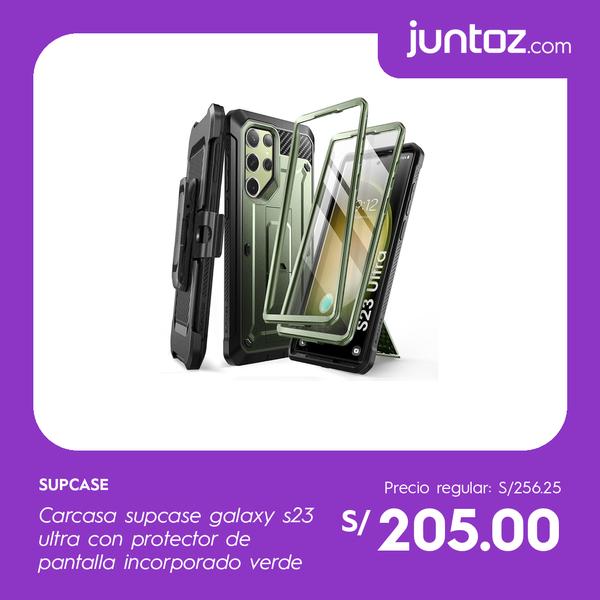 juntoz.com
9:12
S23 Ultra
SUPCASE
Carcasa supcase galaxy s23
ultra con protector de
pantalla incorporado verde
Precio regular: S/256.25
S/ 205.00